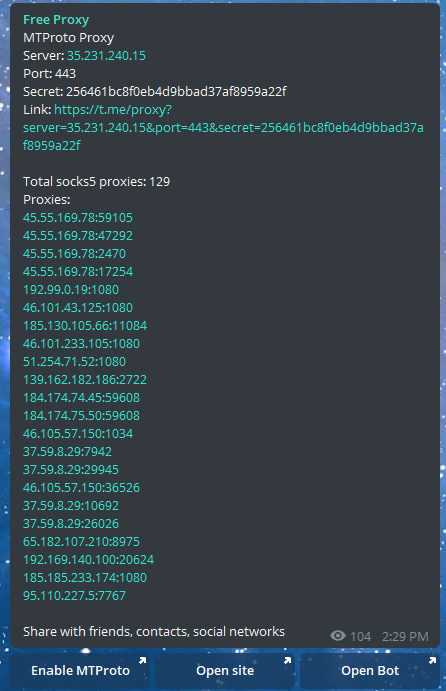 Free Proxy
MTProto Proxy
Server: 35.231.240.15
Port: 443
Secret: 256461bc8f0eb4d9bbad37af8959a22f
Link: https://t.me/proxy?
server=35.231.240.15&port=443&secret=256461bc8f0eb4d9bbad37a
f8959a22f
Total socks5 proxies: 129
Proxies:
45.55.169.78:59105
45.55.169.78:47292
45.55.169.78:2470
45.55.169.78:17254
192.99.0.19:1080
46.101.43.125:1080
185.130.105.66:11084
46.101.233.105:1080
51.254.71.52:1080
139.162.182.186:2722
184.174.74.45:59608
184.174.75.50:59608
46.105.57.150:1034
37.59.8.29:7942
37.59.8.29:29945
46.105.57.150:36526
37.59.8.29:10692
37.59.8.29:26026
65.182.107.210:8975
192.169.140.100:20624
185.185.233.174:1080
95.110.227.5:7767
Share with friends, contacts, social networks
104 2:29 PM
Enable MTProto
Open site
Open Bot